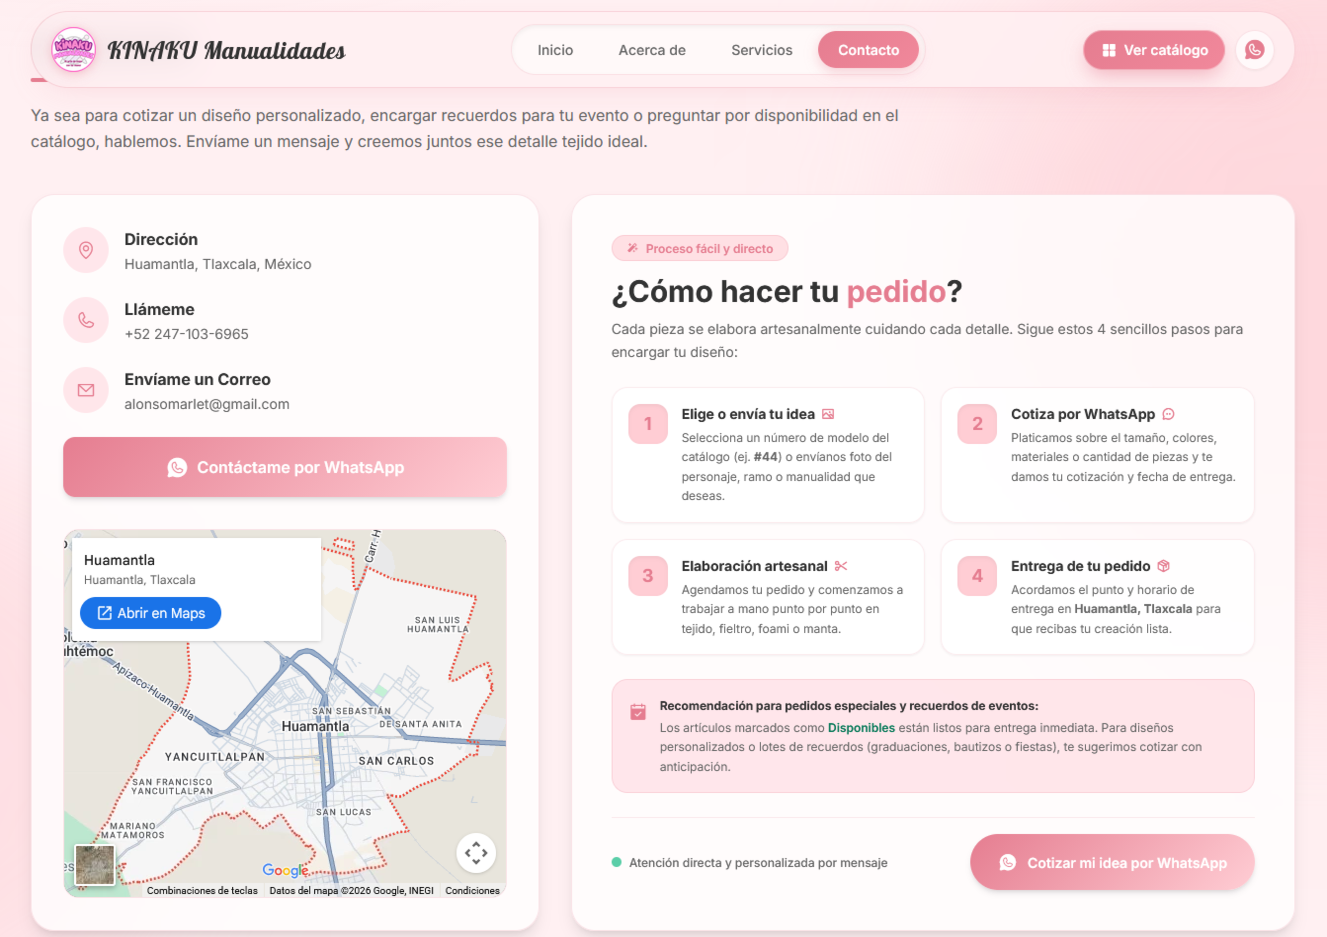 KINAKU
KINAKU Manualidades
Inicio
Acerca de
Servicios
Contacto
Ver catálogo
Ya sea para cotizar un diseño personalizado, encargar recuerdos para tu evento o preguntar por disponibilidad en el
catálogo, hablemos. Envíame un mensaje y creemos juntos ese detalle tejido ideal.
Dirección
Huamantla, Tlaxcala, México
Llámeme
+52 247-103-6965
Envíame un Correo
alonsomarlet@gmail.com
Contáctame por WhatsApp
Huamantla
Huamantla, Tlaxcala
Abrir en Maps
Carr. H
SAN LUIS
HUAMANTLA
uhtémoc
Apizaco-Huamantla
SAN SEBASTIÁN
Huamantla
DE SANTA ANITA
YANCUITLALPAN
SAN CARLOS
SAN FRANCISCO
YANCUITLALPAN
SAN LUCAS
MARIANO
MATAMOROS
es
Google
Combinaciones de teclas
Datos del mapa ©2026 Google, INEGI
Condiciones
Proceso fácil y directo
¿Cómo hacer tu pedido?
Cada pieza se elabora artesanalmente cuidando cada detalle. Sigue estos 4 sencillos pasos para
encargar tu diseño:
1
Elige o envía tu idea
Selecciona un número de modelo del
catálogo (ej. #44) o envíanos foto del
personaje, ramo o manualidad que
deseas.
2
Cotiza por WhatsApp
Platicamos sobre el tamaño, colores,
materiales o cantidad de piezas y te
damos tu cotización y fecha de entrega.
3
Elaboración artesanal
Agendamos tu pedido y comenzamos a
trabajar a mano punto por punto en
tejido, fieltro, foami o manta.
4
Entrega de tu pedido
Acordamos el punto y horario de
entrega en Huamantla, Tlaxcala para
que recibas tu creación lista.
Recomendación para pedidos especiales y recuerdos de eventos:
Los artículos marcados como Disponibles están listos para entrega inmediata. Para diseños
personalizados o lotes de recuerdos (graduaciones, bautizos o fiestas), te sugerimos cotizar con
anticipación.
Atención directa y personalizada por mensaje
Cotizar mi idea por WhatsApp